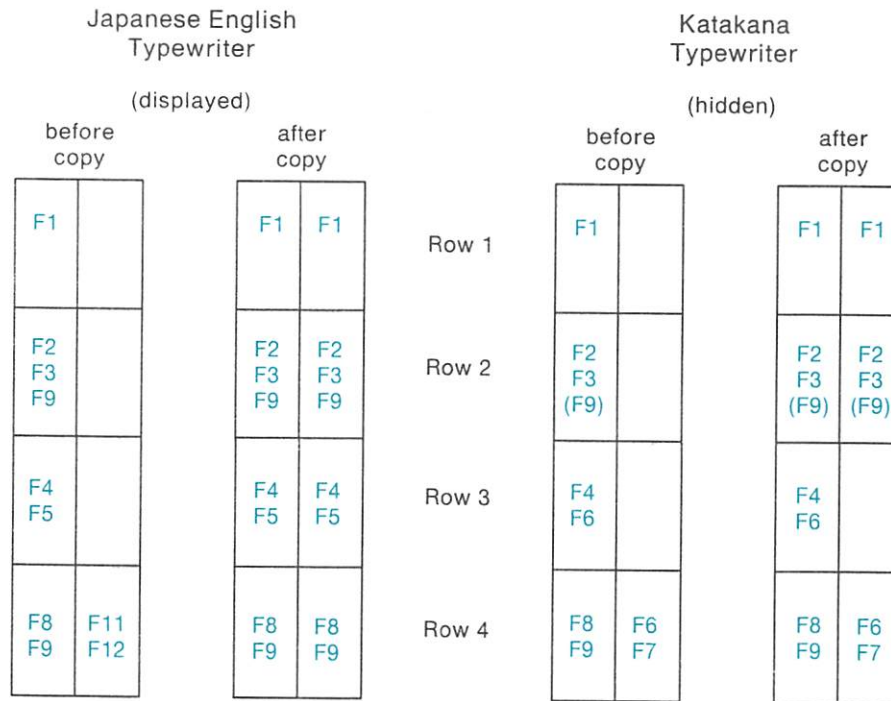 Japanese English
Typewriter
(displayed)
before
copy
after
copy
Katakana
Typewriter
(hidden)
before
copy
after
copy
F1
F1 F1
Row 1
F1
F1 F1
F2
F3
F9
F2 F2
F3 F3
F9 F9
Row 2
F2
F3
(F9)
F2 F2
F3 F3
(F9) (F9)
F4
F5
F4 F4
F5 F5
Row 3
F4
F6
F4
F6
F8 F11
F9 F12
F8 F8
F9 F9
Row 4
F8 F6
F9 F7
F8 F6
F9 F7